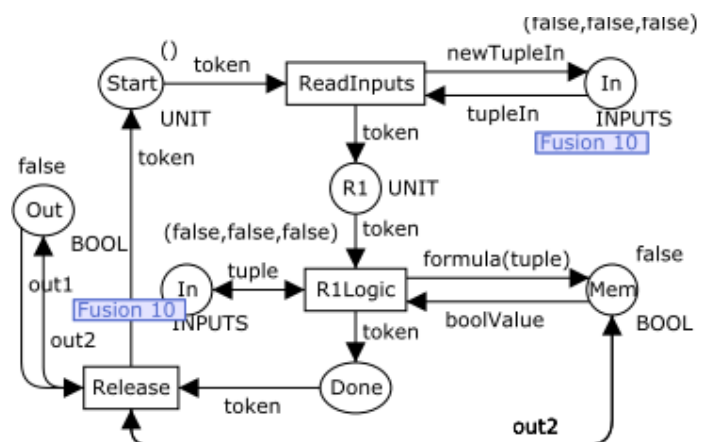 (false,false,false)
()
token
newTupleIn
Start
ReadInputs
In
tupleIn
UNIT
INPUTS
Fusion 10
token
token
false
R1
UNIT
Out
(false,false,false)
token
BOOL
formula(tuple)
false
In
tuple
R1Logic
Mem
out1
Fusion 10
INPUTS
boolValue
BOOL
token
out2
Release
Done
token
out2